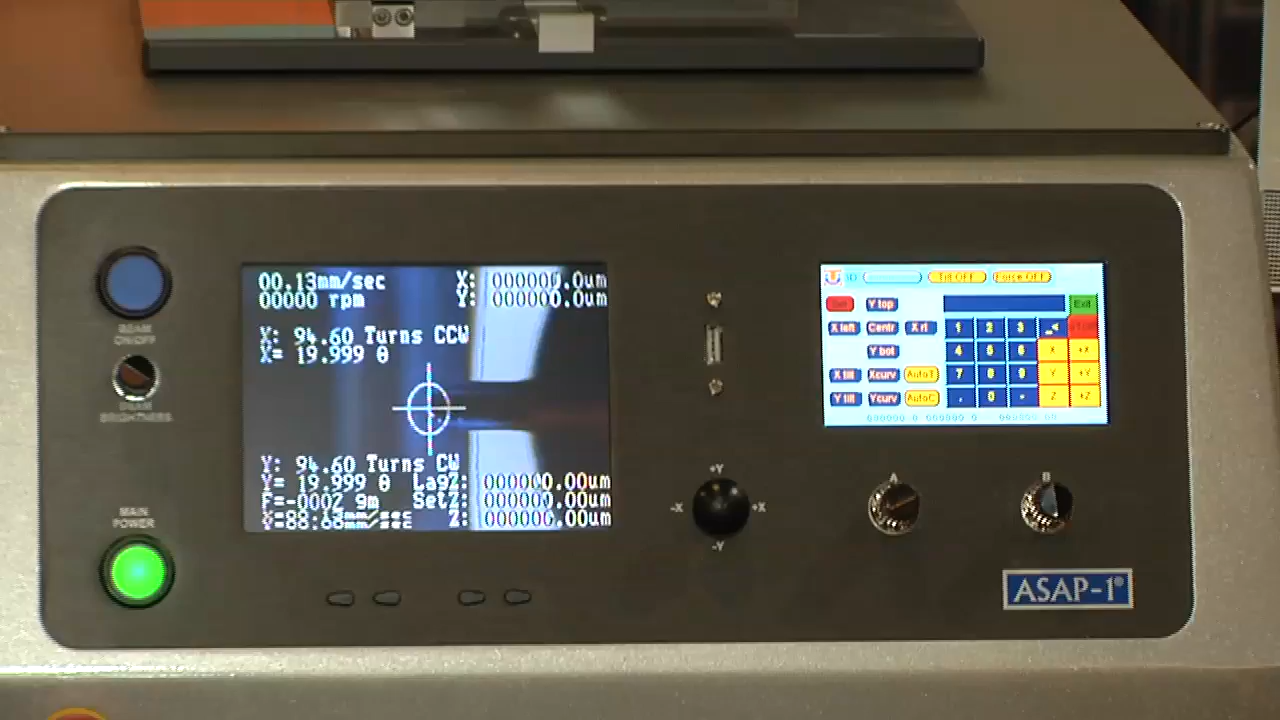 00.13mm/sec X: 000000.0um
00000 rpm Y: 000000.0um
X: 94.60 Turns CCW
X= 19.999 θ
Y: 94.60 Turns CW
Y= 19.999 θ LagZ: 000000.00um
F=-0002 9m SetZ: 000000.00um
Z: 000000.00um
BEAM
ON/OFF
BEAM
BRIGHTNESS
MAIN
POWER
+Y
-X +X
-Y
Tilt OFF Force OFF
Y top Exit
X left Centr X rt 1 2 3
Y bot 4 5 6 X +X
X tilt Xcurv AutoT 7 8 9 Y +Y
Y tilt Ycurv AutoC . 0 - Z +Z
A B
ASAP-1®